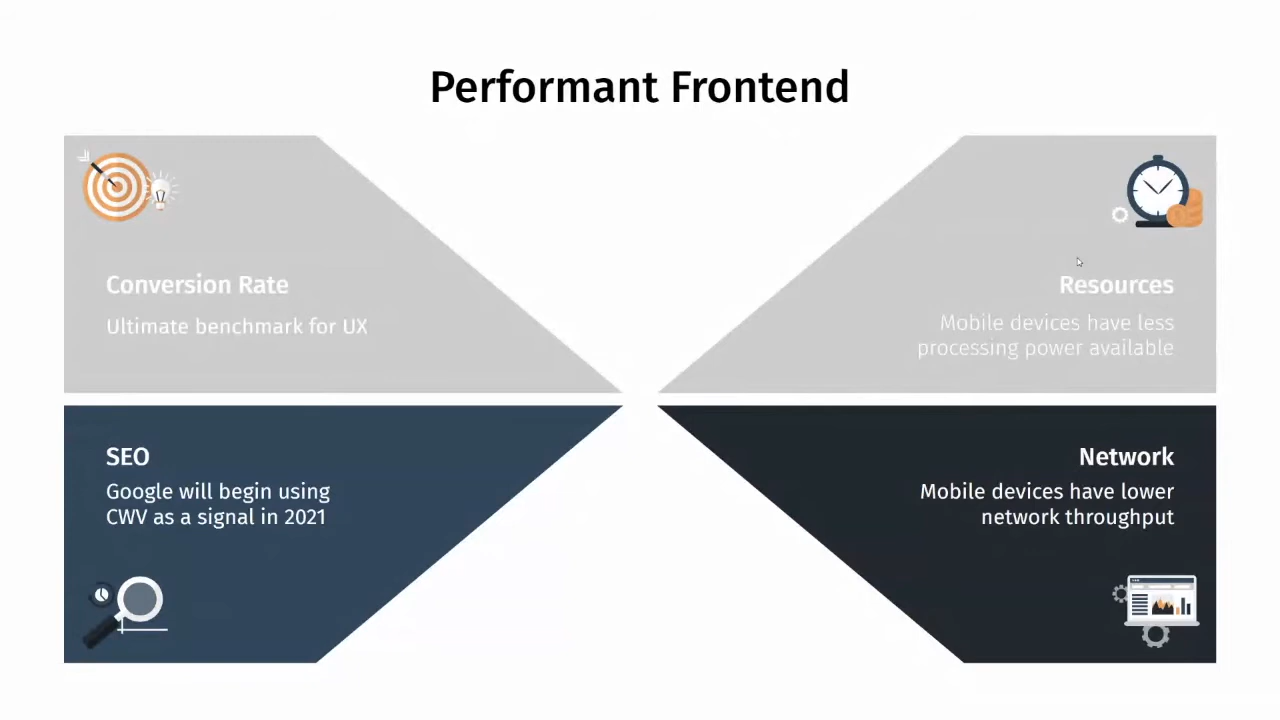 Performant Frontend
Conversion Rate
Ultimate benchmark for UX
Resources
Mobile devices have less
processing power available
SEO
Google will begin using
CWV as a signal in 2021
Network
Mobile devices have lower
network throughput